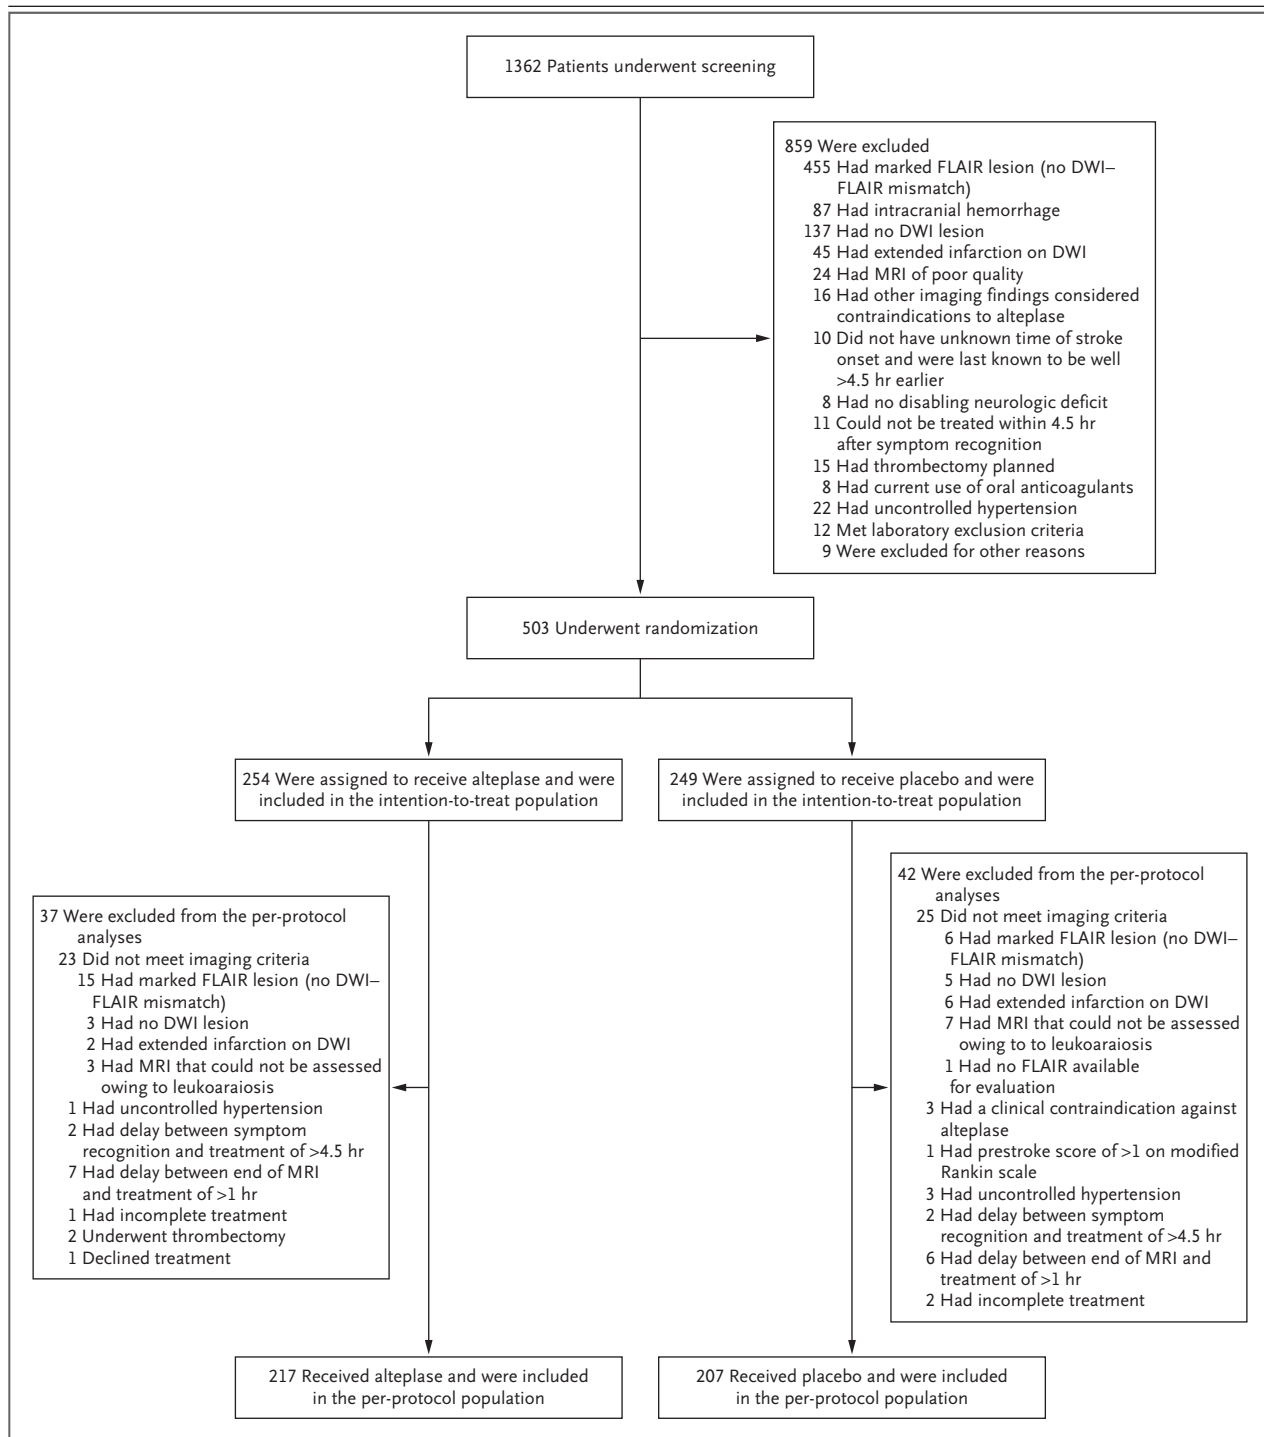 1362 Patients underwent screening
859 Were excluded
455 Had marked FLAIR lesion (no DWI–
FLAIR mismatch)
87 Had intracranial hemorrhage
137 Had no DWI lesion
45 Had extended infarction on DWI
24 Had MRI of poor quality
16 Had other imaging findings considered
contraindications to alteplase
10 Did not have unknown time of stroke
onset and were last known to be well
>4.5 hr earlier
8 Had no disabling neurologic deficit
11 Could not be treated within 4.5 hr
after symptom recognition
15 Had thrombectomy planned
8 Had current use of oral anticoagulants
22 Had uncontrolled hypertension
12 Met laboratory exclusion criteria
9 Were excluded for other reasons
503 Underwent randomization
254 Were assigned to receive alteplase and were
included in the intention-to-treat population
249 Were assigned to receive placebo and were
included in the intention-to-treat population
37 Were excluded from the per-protocol
analyses
23 Did not meet imaging criteria
15 Had marked FLAIR lesion (no DWI–
FLAIR mismatch)
3 Had no DWI lesion
2 Had extended infarction on DWI
3 Had MRI that could not be assessed
owing to leukoaraiosis
1 Had uncontrolled hypertension
2 Had delay between symptom
recognition and treatment of >4.5 hr
7 Had delay between end of MRI
and treatment of >1 hr
1 Had incomplete treatment
2 Underwent thrombectomy
1 Declined treatment
42 Were excluded from the per-protocol
analyses
25 Did not meet imaging criteria
6 Had marked FLAIR lesion (no DWI–
FLAIR mismatch)
5 Had no DWI lesion
6 Had extended infarction on DWI
7 Had MRI that could not be assessed
owing to to leukoaraiosis
1 Had no FLAIR available
for evaluation
3 Had a clinical contraindication against
alteplase
1 Had prestroke score of >1 on modified
Rankin scale
3 Had uncontrolled hypertension
2 Had delay between symptom
recognition and treatment of >4.5 hr
6 Had delay between end of MRI and
treatment of >1 hr
2 Had incomplete treatment
217 Received alteplase and were included
in the per-protocol population
207 Received placebo and were included
in the per-protocol population